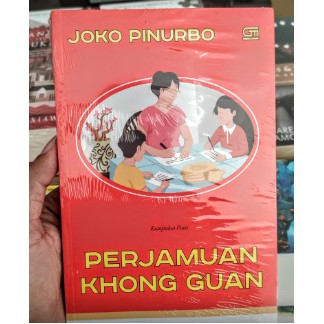 JOKO PINURBO
Kumpulan Puisi
PERJAMUAN
KHONG GUAN